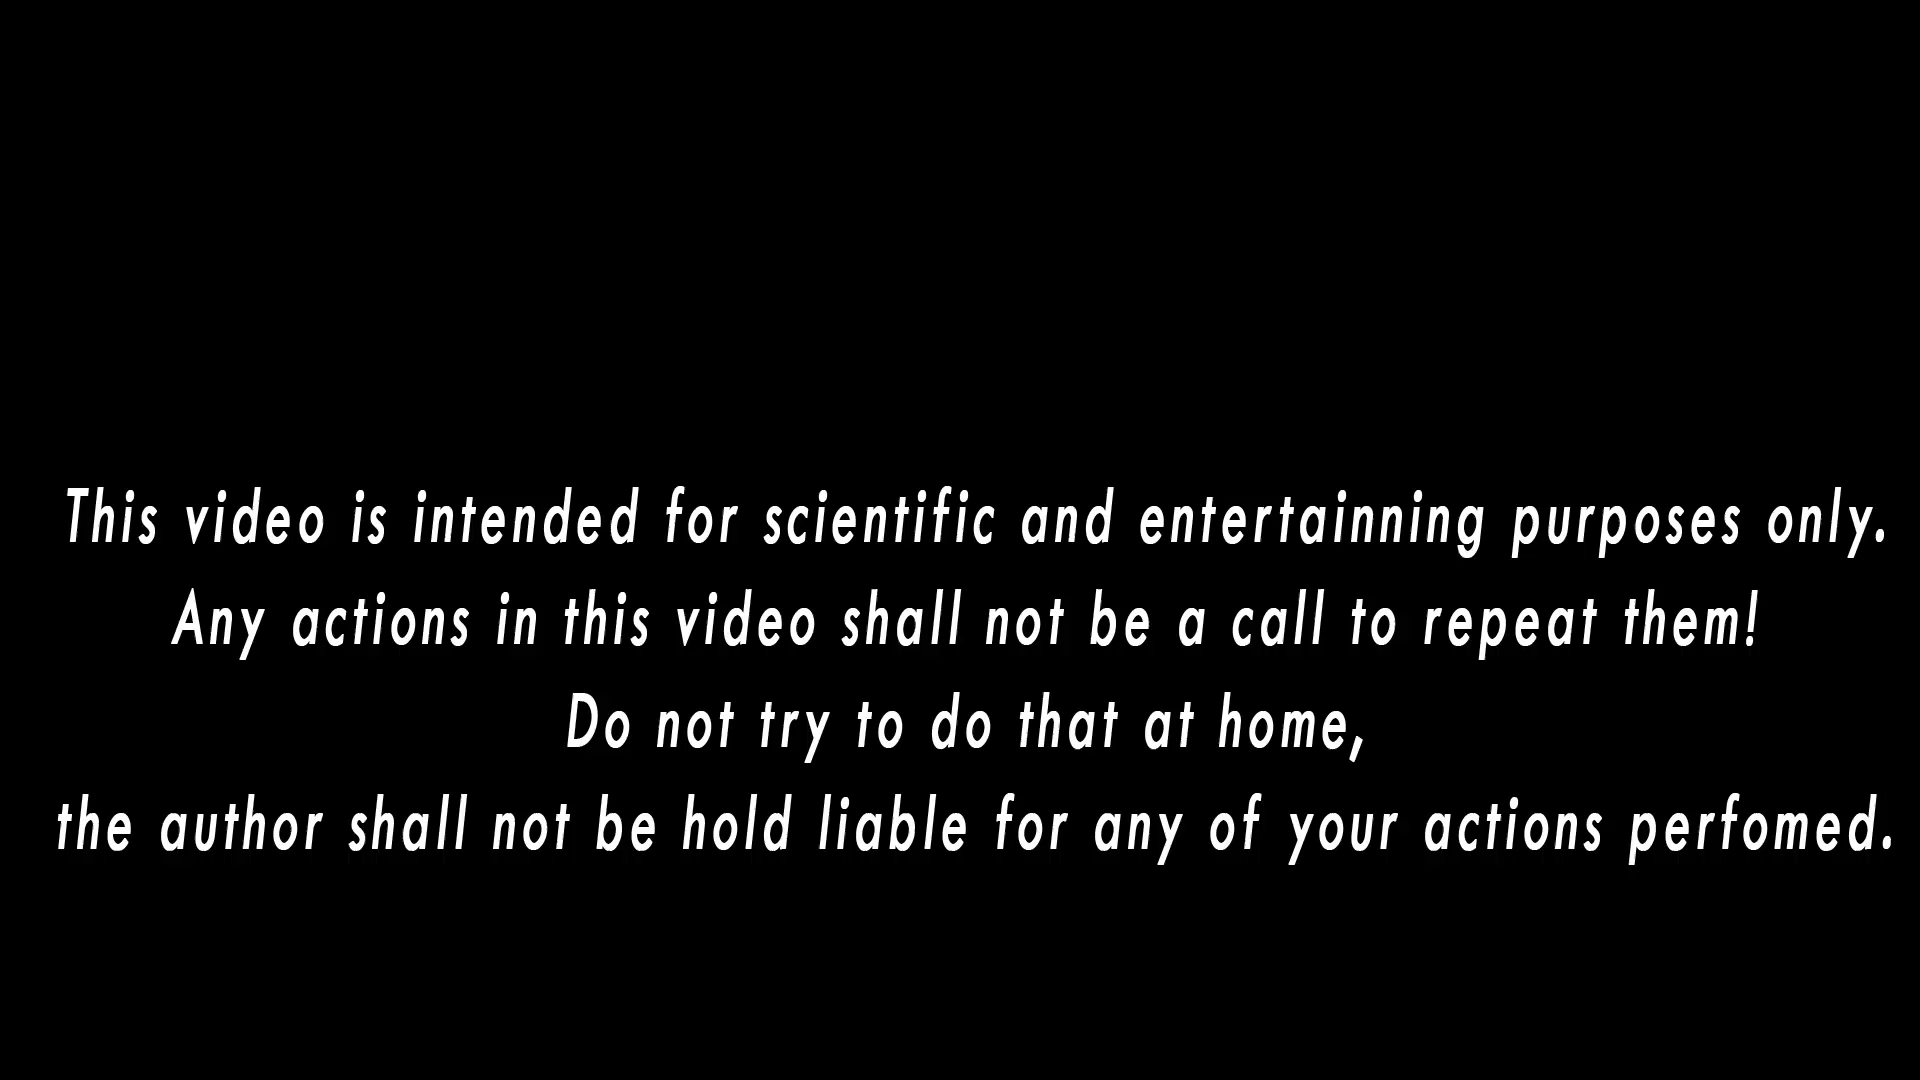 This video is intended for scientific and entertainning purposes only.
Any actions in this video shall not be a call to repeat them!
Do not try to do that at home,
the author shall not be hold liable for any of your actions perfomed.